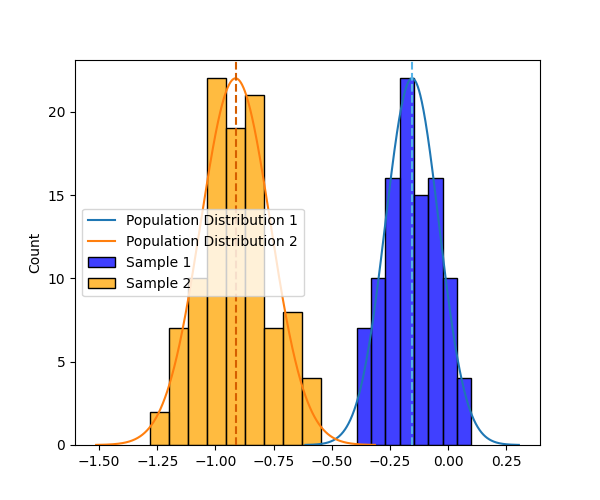 20
15
10
5
0
Count
Population Distribution 1
Population Distribution 2
Sample 1
Sample 2
−1.50 −1.25 −1.00 −0.75 −0.50 −0.25 0.00 0.25